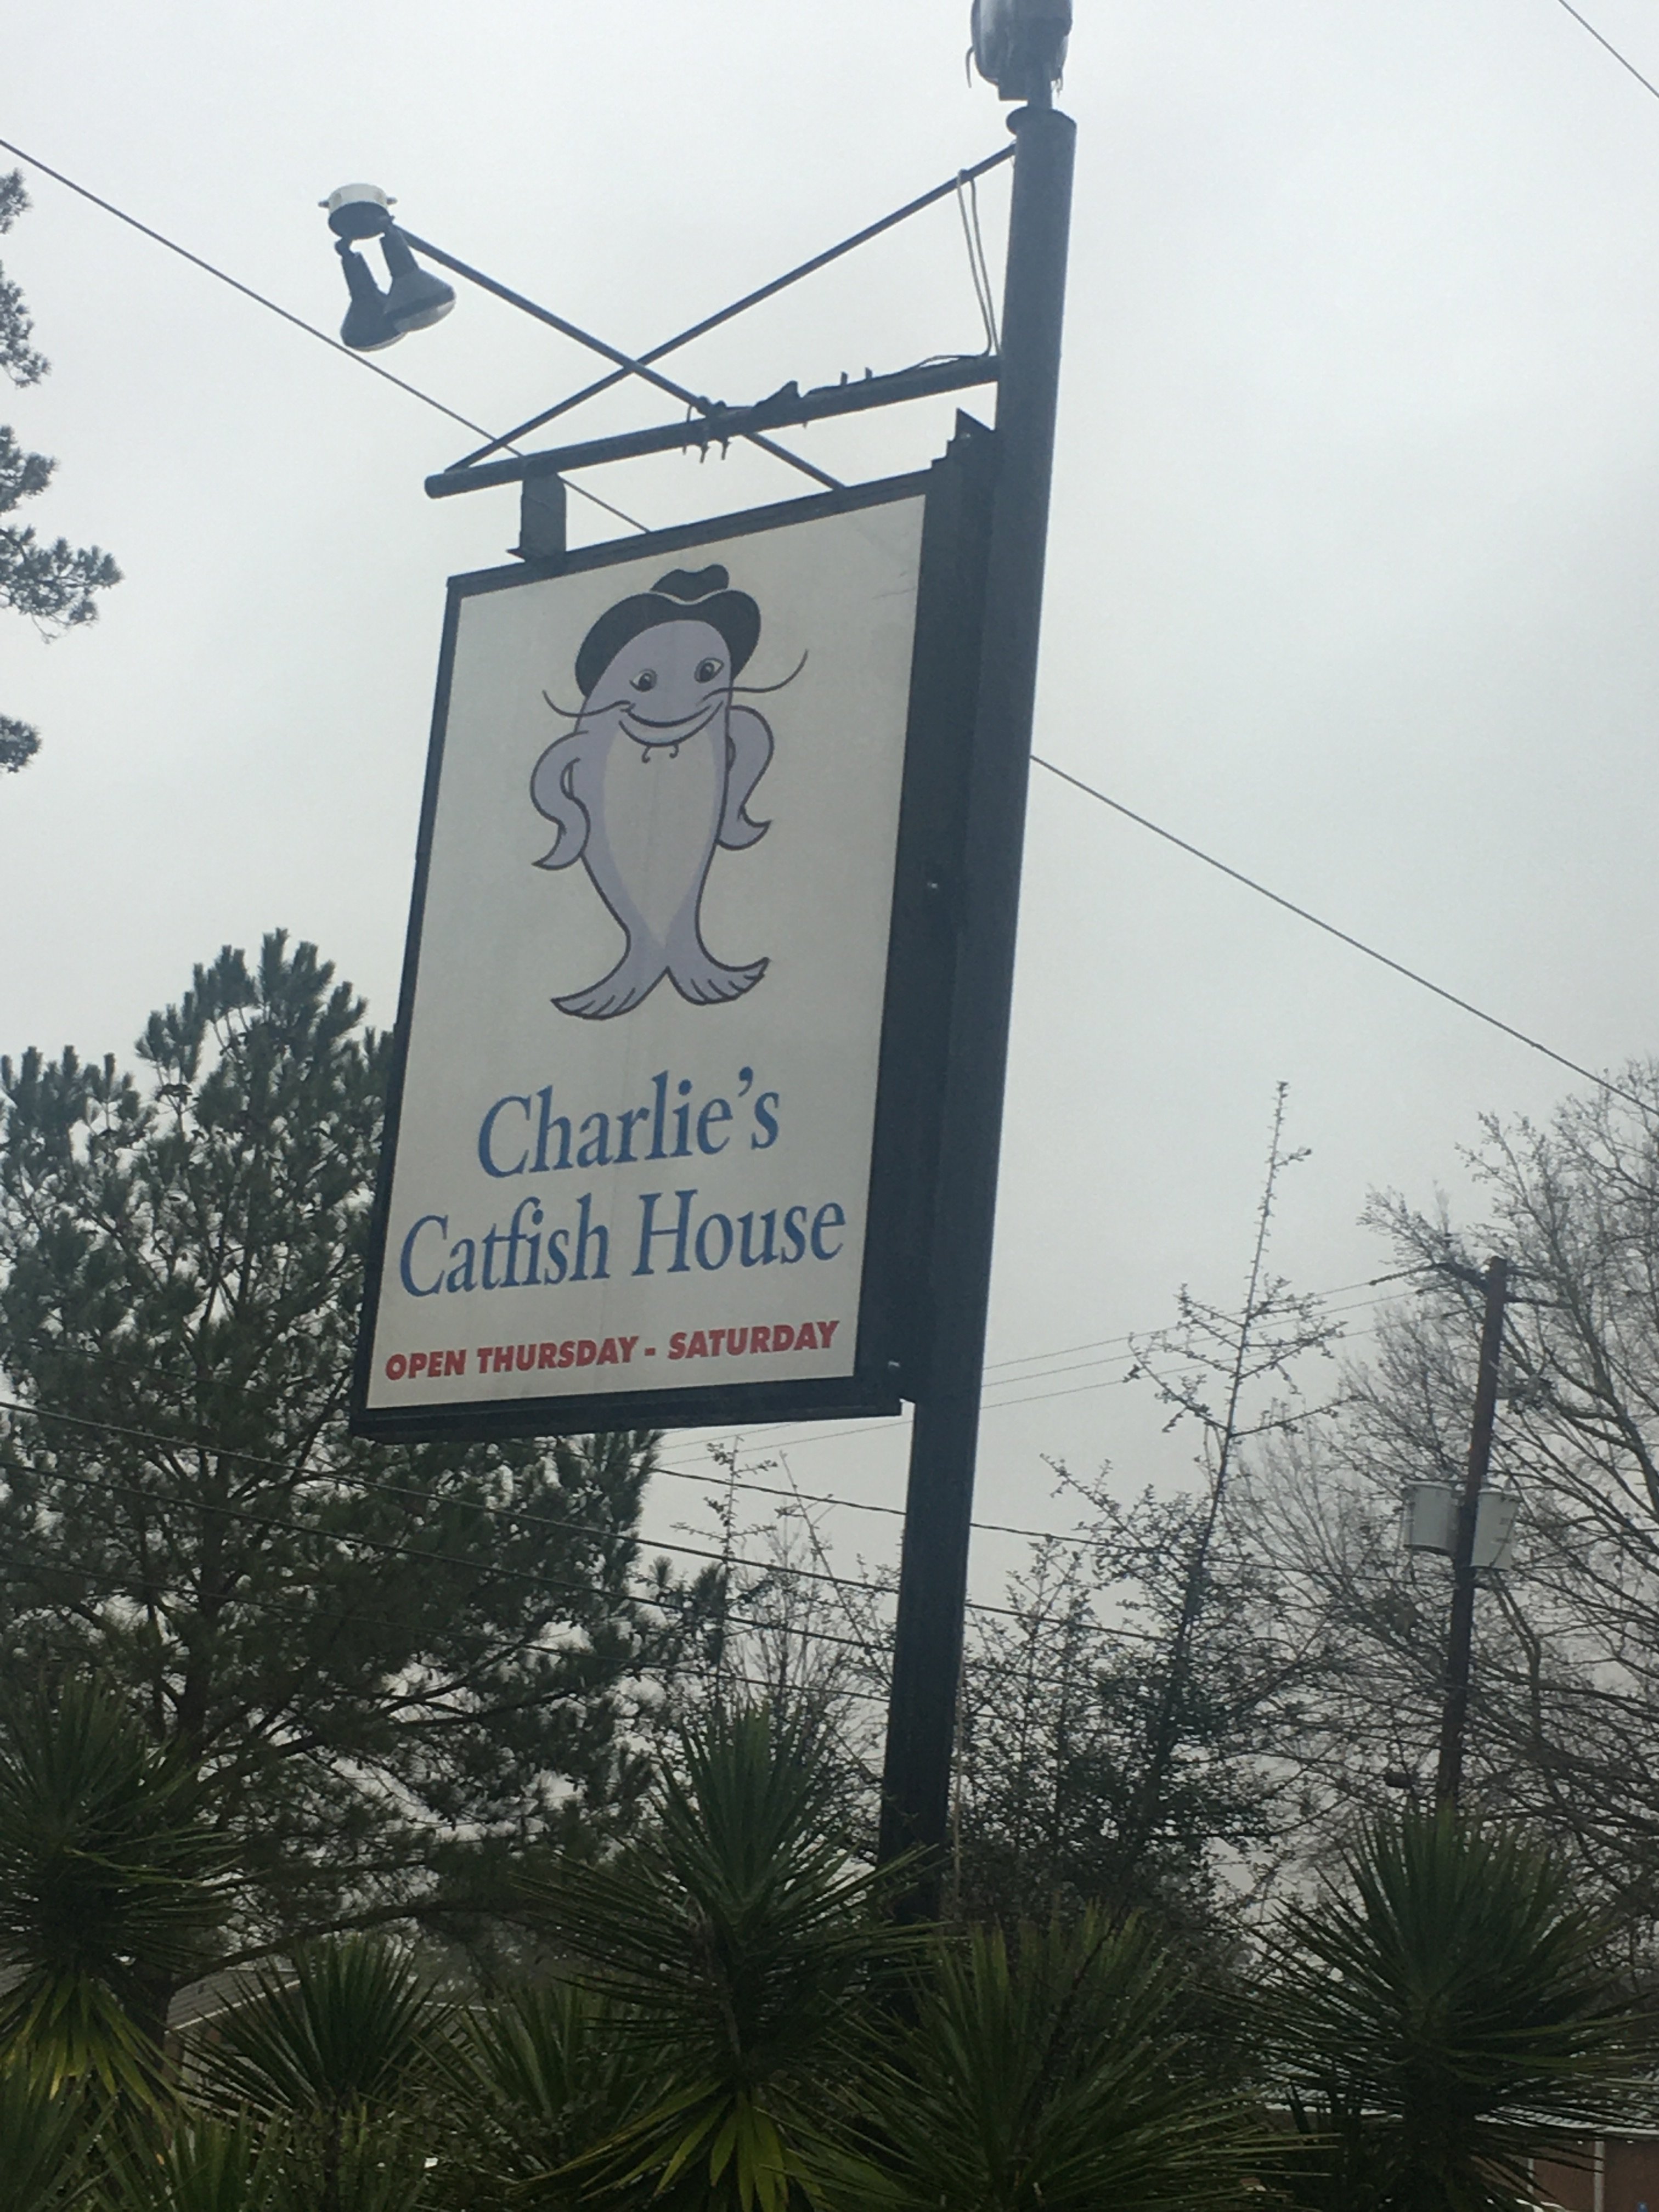 Charlie's
Catfish House
OPEN THURSDAY - SATURDAY